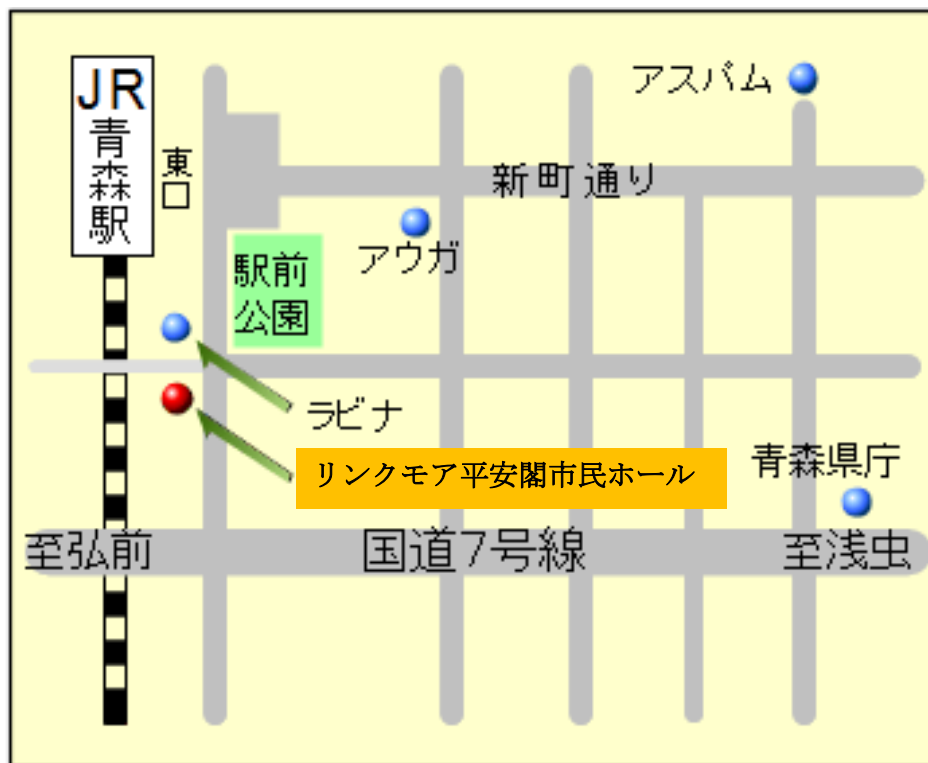 JR
青森駅
東口
アスパム
新町通り
アウガ
駅前
公園
ラビナ
リンクモア平安閣市民ホール
青森県庁
至弘前
国道7号線
至浅虫